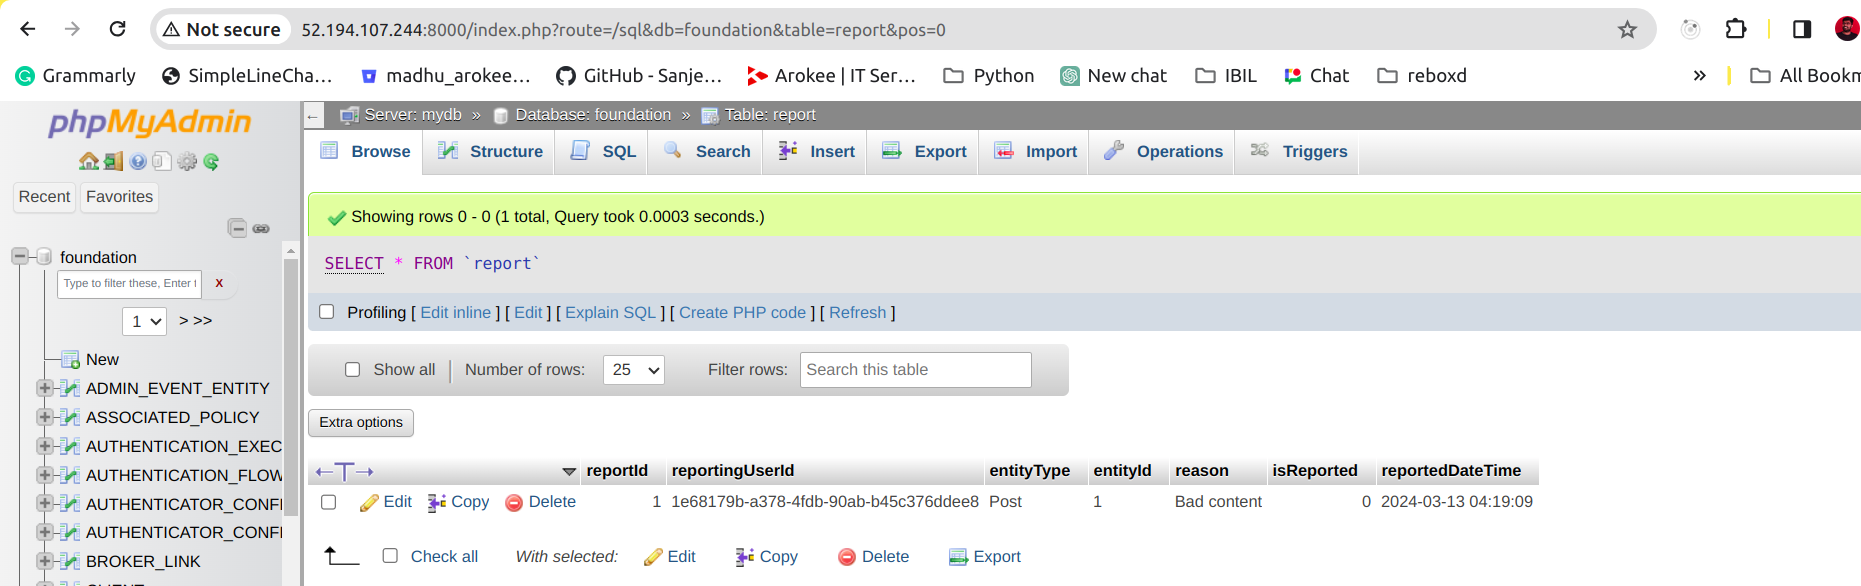 Not secure 52.194.107.244:8000/index.php?route=/sql&db=foundation&table=report&pos=0
Grammarly SimpleLineCha... madhu_arokee... GitHub - Sanje... Arokee | IT Ser... Python New chat IBIL Chat reboxd » All Bookm
phpMyAdmin
Recent Favorites
foundation
Type to filter these, Enter t X
1 > >>
New
ADMIN_EVENT_ENTITY
ASSOCIATED_POLICY
AUTHENTICATION_EXEC
AUTHENTICATION_FLOW
AUTHENTICATOR_CONFI
AUTHENTICATOR_CONFI
BROKER_LINK
CLIENT
← Server: mydb » Database: foundation » Table: report
Browse Structure SQL Search Insert Export Import Operations Triggers
Showing rows 0 - 0 (1 total, Query took 0.0003 seconds.)
SELECT * FROM `report`
Profiling [ Edit inline ] [ Edit ] [ Explain SQL ] [ Create PHP code ] [ Refresh ]
Show all Number of rows: 25 Filter rows: Search this table
Extra options
←T→ reportId reportingUserId entityType entityId reason isReported reportedDateTime
Edit Copy Delete 1 1e68179b-a378-4fdb-90ab-b45c376ddee8 Post 1 Bad content 0 2024-03-13 04:19:09
Check all With selected: Edit Copy Delete Export